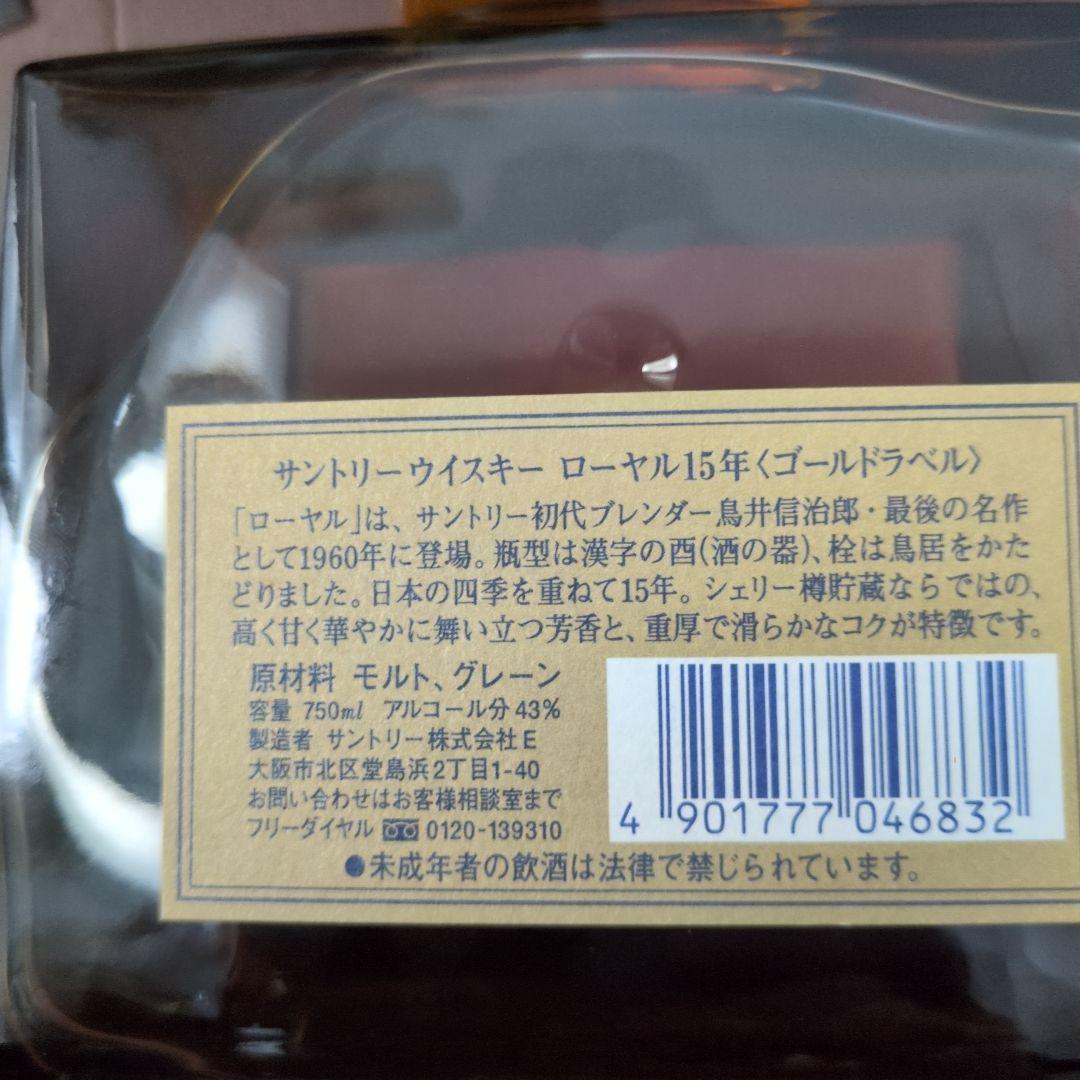 サントリーウイスキー ローヤル15年〈ゴールドラベル〉
「ローヤル」は、サントリー初代ブレンダー鳥井信治郎・最後の名作
として1960年に登場。瓶型は漢字の酉(酒の器)、栓は鳥居をかた
どりました。日本の四季を重ねて15年。シェリー樽貯蔵ならではの、
高く甘く華やかに舞い立つ芳香と、重厚で滑らかなコクが特徴です。
原材料 モルト、グレーン
容量 750ml アルコール分43%
製造者 サントリー株式会社E
大阪市北区堂島浜2丁目1-40
お問い合わせはお客様相談室まで
フリーダイヤル 0120-139310
4 901777 046832
●未成年者の飲酒は法律で禁じられています。